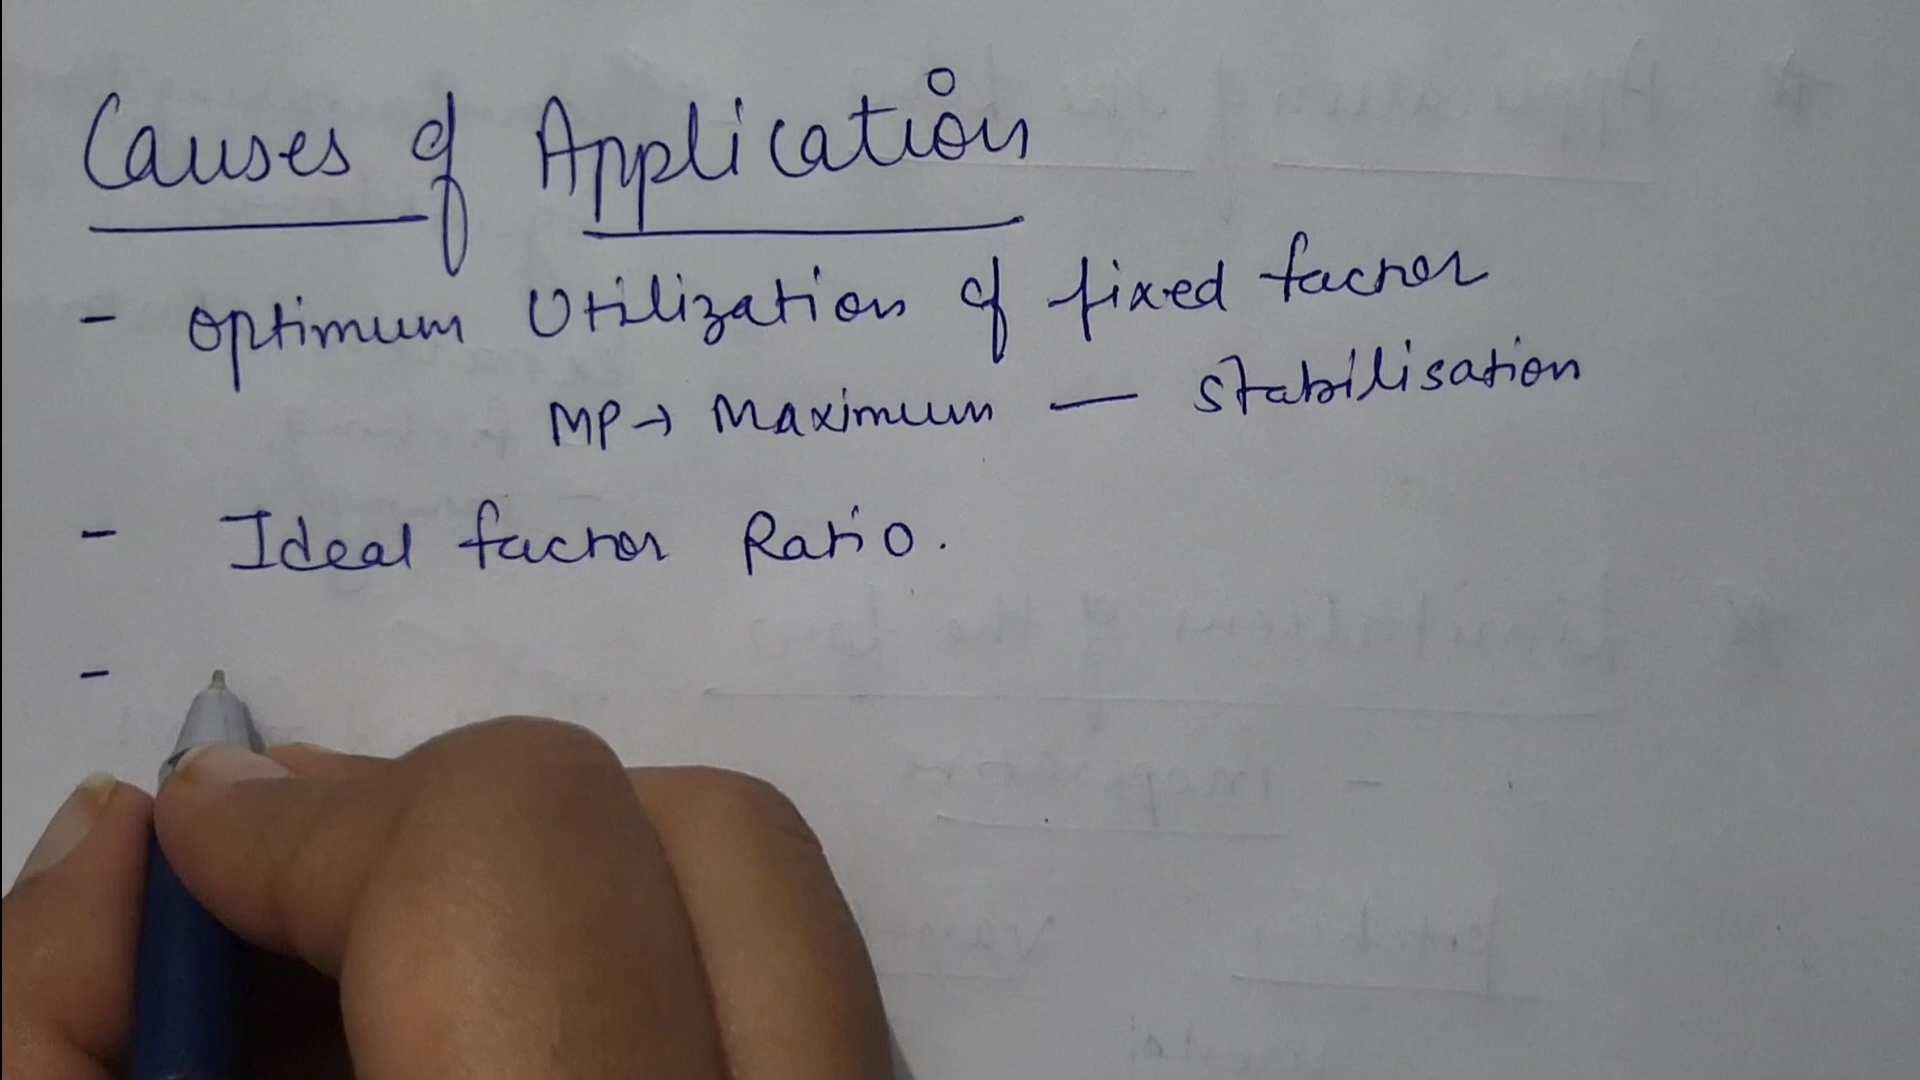 Causes of Application
- Optimum Utilization of fixed factor
MP → Maximum — Stabilisation
- Ideal factor Ratio.
-